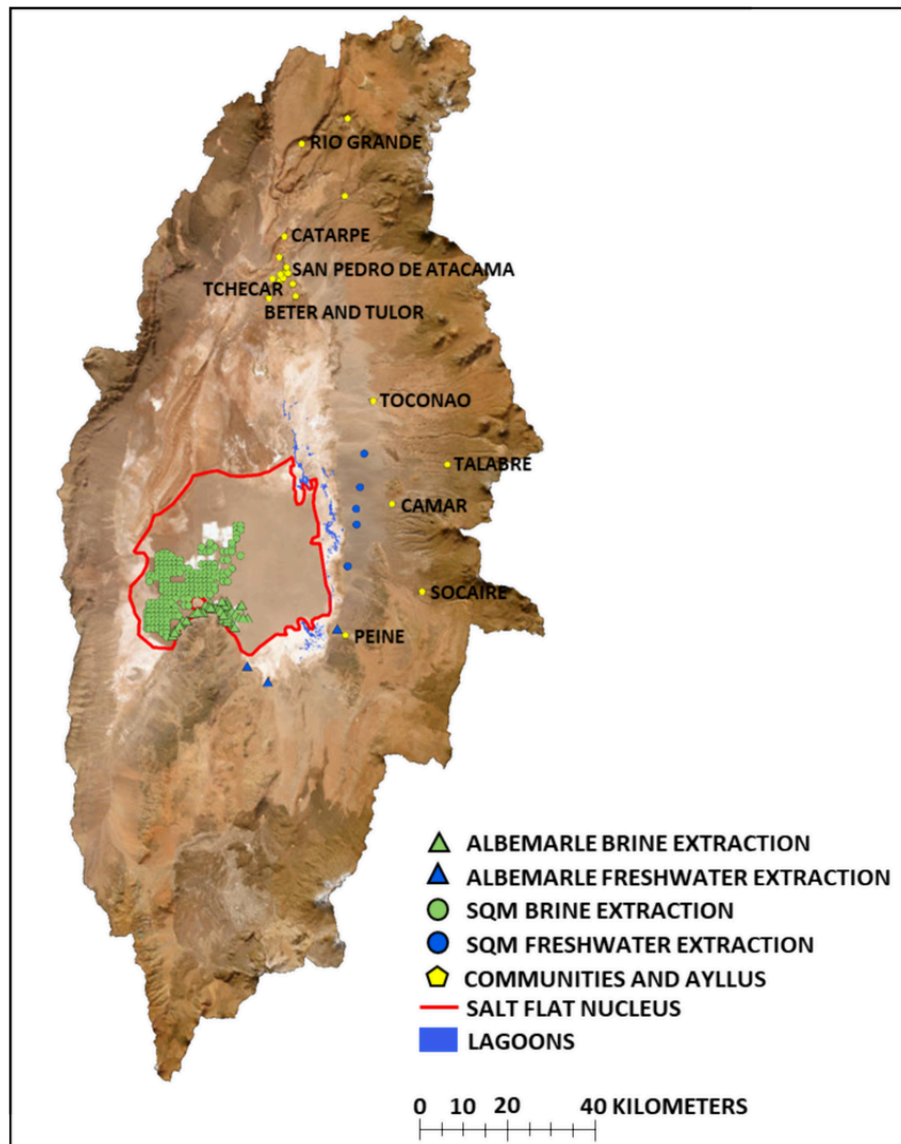 RIO GRANDE
CATARPE
SAN PEDRO DE ATACAMA
TCHECAR
BETER AND TULOR
TOCONAO
TALABRE
CAMAR
SOCAIRE
PEINE
ALBEMARLE BRINE EXTRACTION
ALBEMARLE FRESHWATER EXTRACTION
SQM BRINE EXTRACTION
SQM FRESHWATER EXTRACTION
COMMUNITIES AND AYLLUS
SALT FLAT NUCLEUS
LAGOONS
0 10 20 40 KILOMETERS